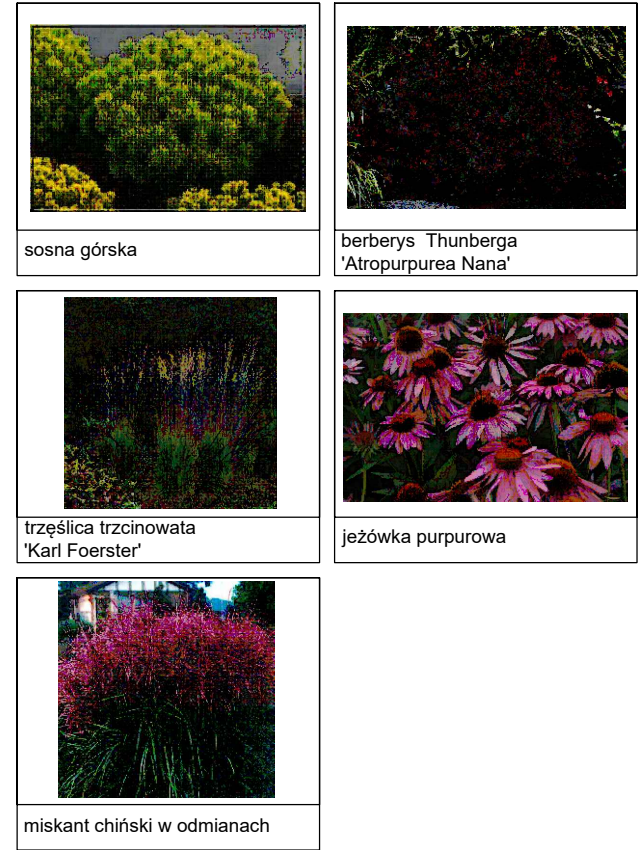 sosna górska
berberys  Thunberga
'Atropurpurea Nana'
trzęślica trzcinowata
'Karl Foerster'
jeżówka purpurowa
miskant chiński w odmianach